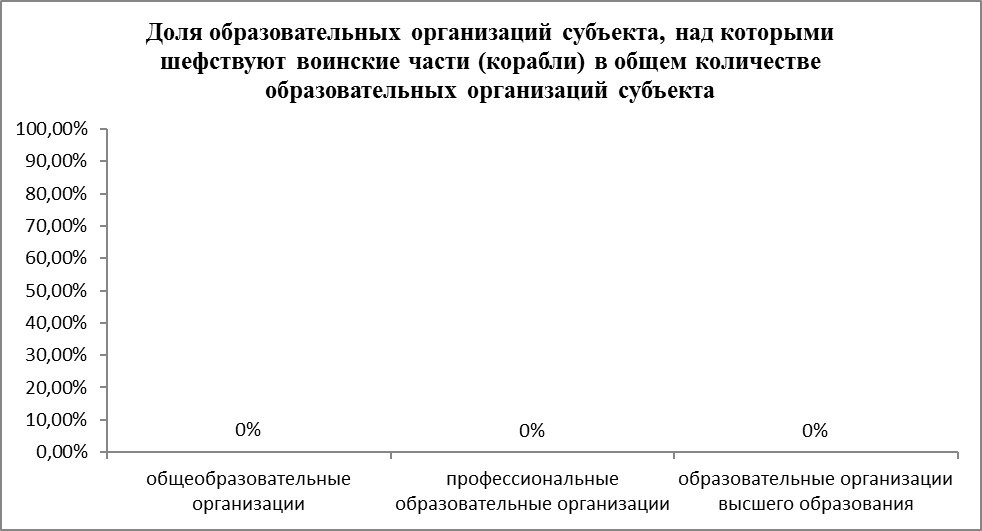 Доля образовательных организаций субъекта, над которыми
шефствуют воинские части (корабли) в общем количестве
образовательных организаций субъекта
100,00%
90,00%
80,00%
70,00%
60,00%
50,00%
40,00%
30,00%
20,00%
10,00%
0,00%
0%
0%
0%
общеобразовательные
организации
профессиональные
образовательные организации
образовательные организации
высшего образования